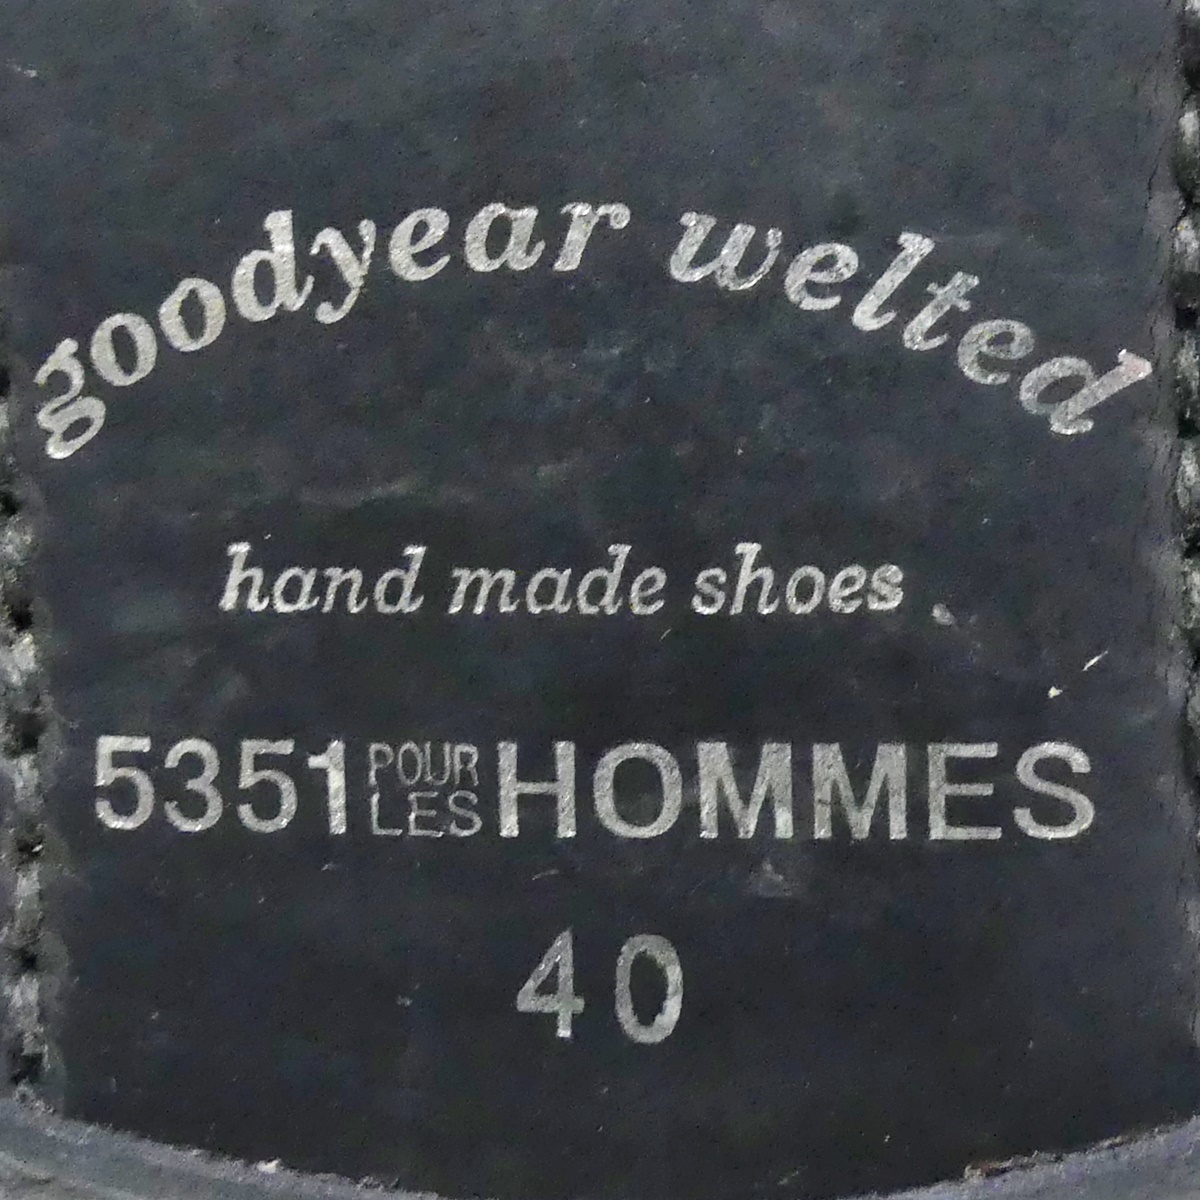 goodyear welted
hand made shoes
5351 POUR LES HOMMES
40